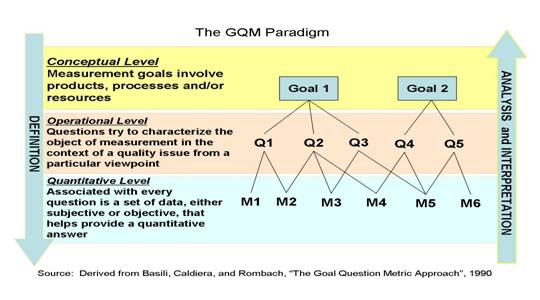 The GQM Paradigm
DEFINITION
Conceptual Level
Measurement goals involve
products, processes and/or
resources
Goal 1 Goal 2
Operational Level
Questions try to characterize the
object of measurement in the
context of a quality issue from a
particular viewpoint
Q1 Q2 Q3 Q4 Q5
Quantitative Level
Associated with every
question is a set of data, either
subjective or objective, that
helps provide a quantitative
answer
M1 M2 M3 M4 M5 M6
ANALYSIS and INTERPRETATION
Source: Derived from Basili, Caldiera, and Rombach, "The Goal Question Metric Approach", 1990